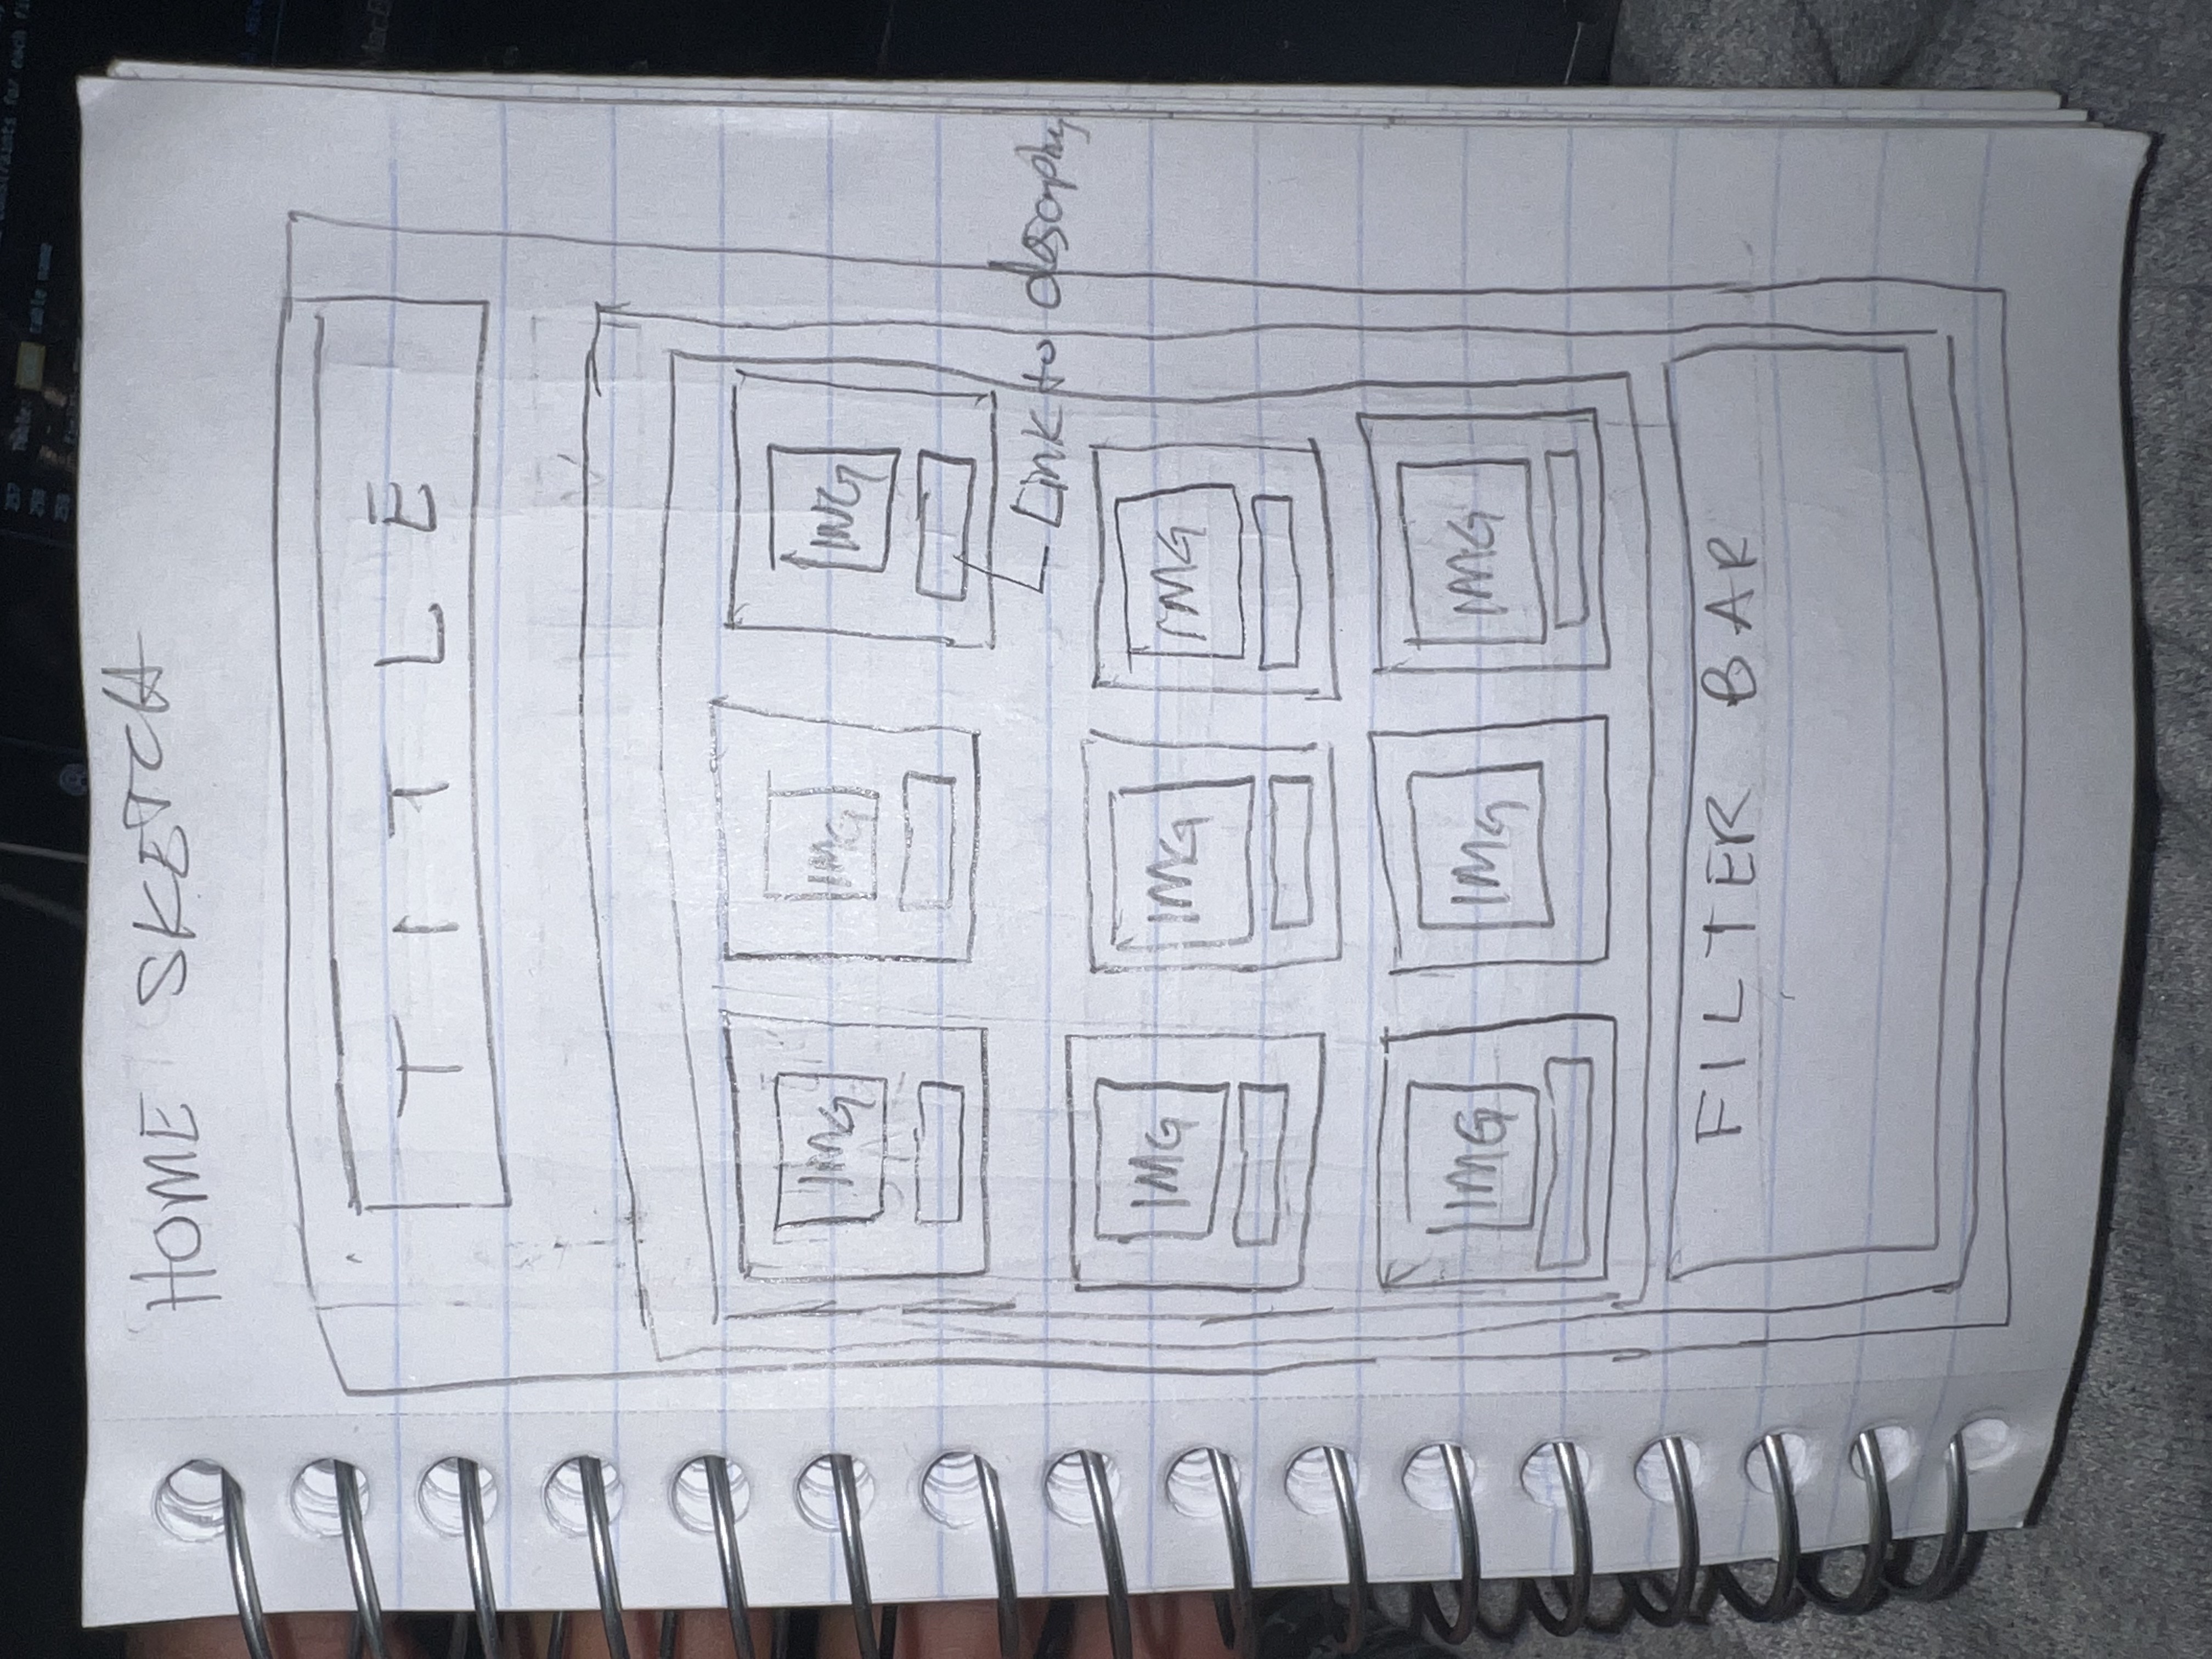 constraints for each fi
257 Table: table name
258
259
HOME SKETCH
MacB
TITLE
IMG IMG IMG
Link to
IMG IMG IMG
IMG IMG IMG
FILTER BAR